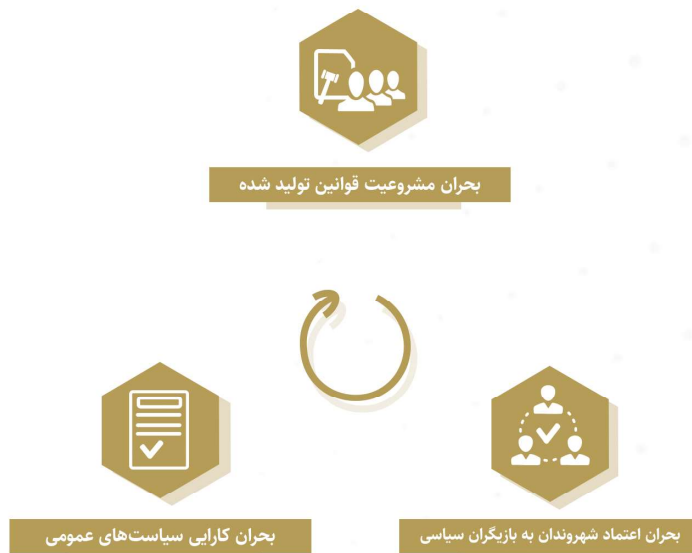 بحران مشروعیت قوانین تولید شده
بحران اعتماد شهروندان به بازیگران سیاسی
بحران کارایی سیاست‌های عمومی